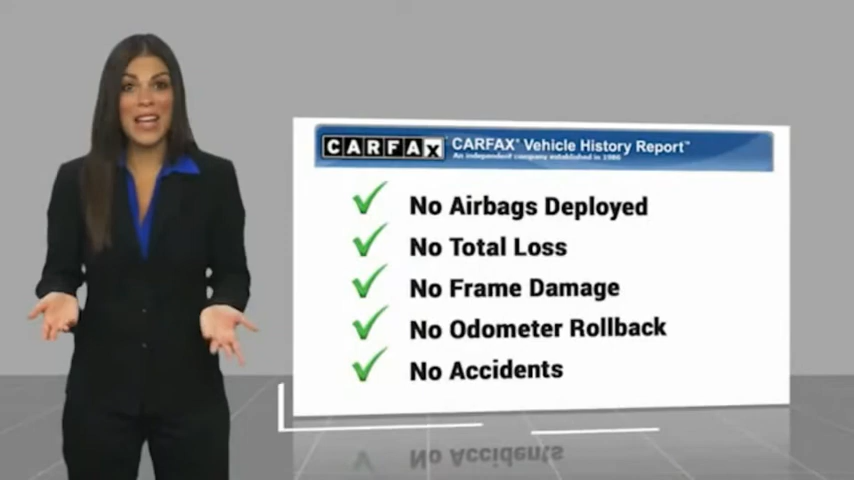 CARFAX CARFAX™ Vehicle History Report™
An independent company established in 1986
No Airbags Deployed
No Total Loss
No Frame Damage
No Odometer Rollback
No Accidents
No Accidents